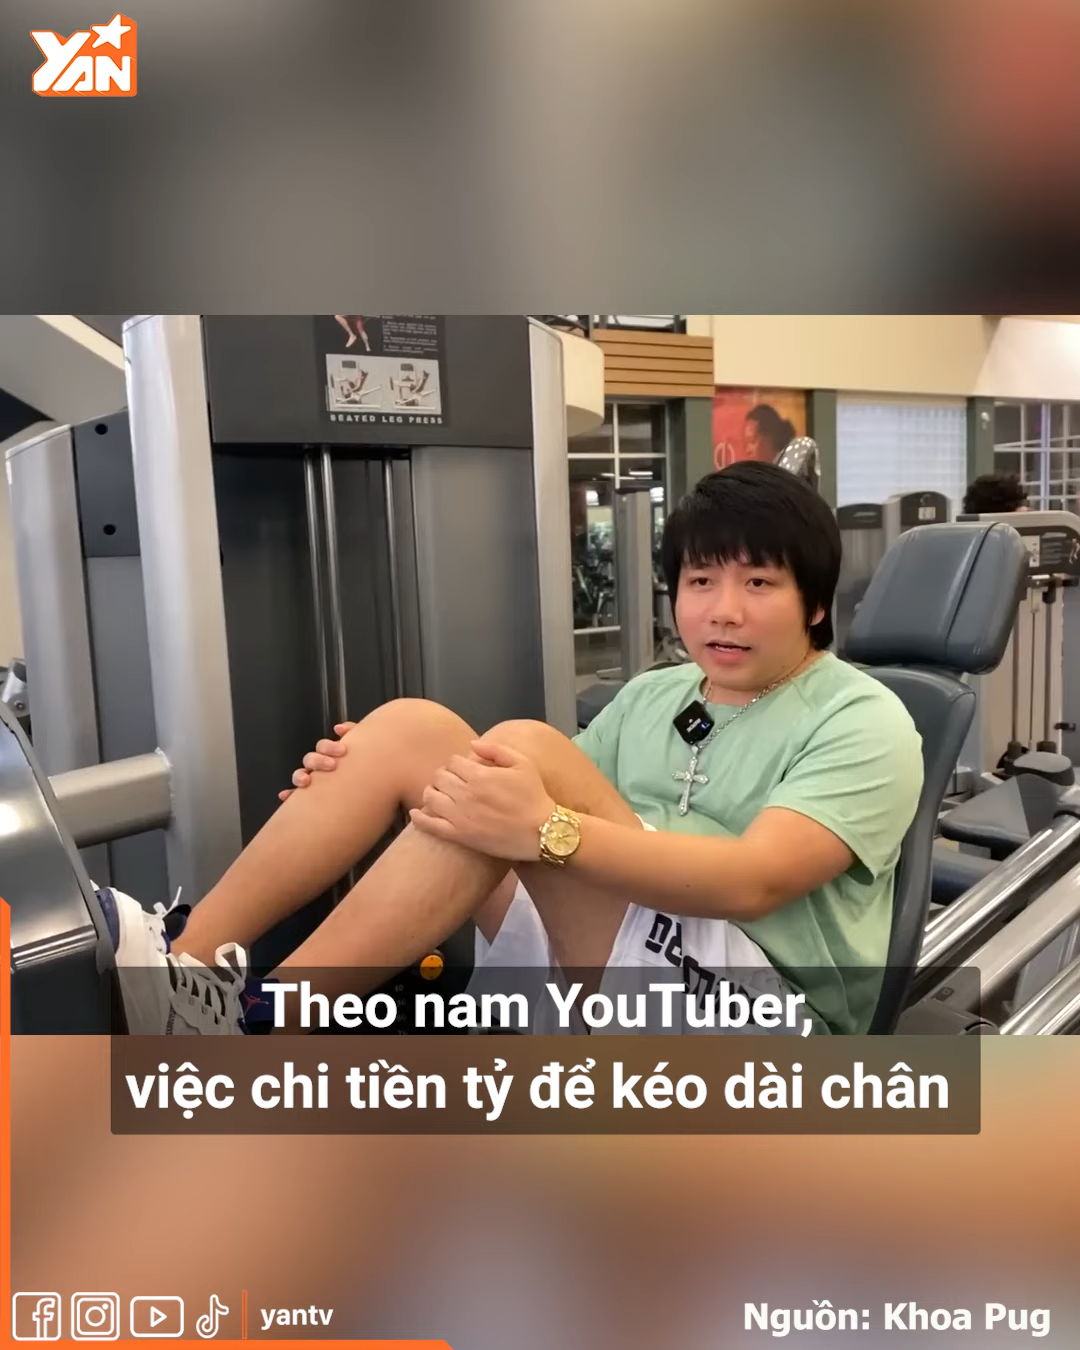 YAN
SEATED LEG PRESS
Theo nam YouTuber,
việc chi tiền tỷ để kéo dài chân
yantv
Nguồn: Khoa Pug